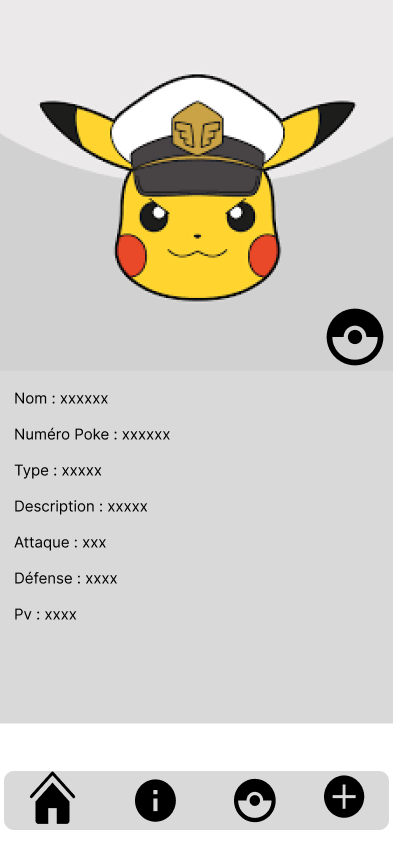 Nom : xxxxxx
Numéro Poke : xxxxxx
Type : xxxxx
Description : xxxxx
Attaque : xxx
Défense : xxxx
Pv : xxxx